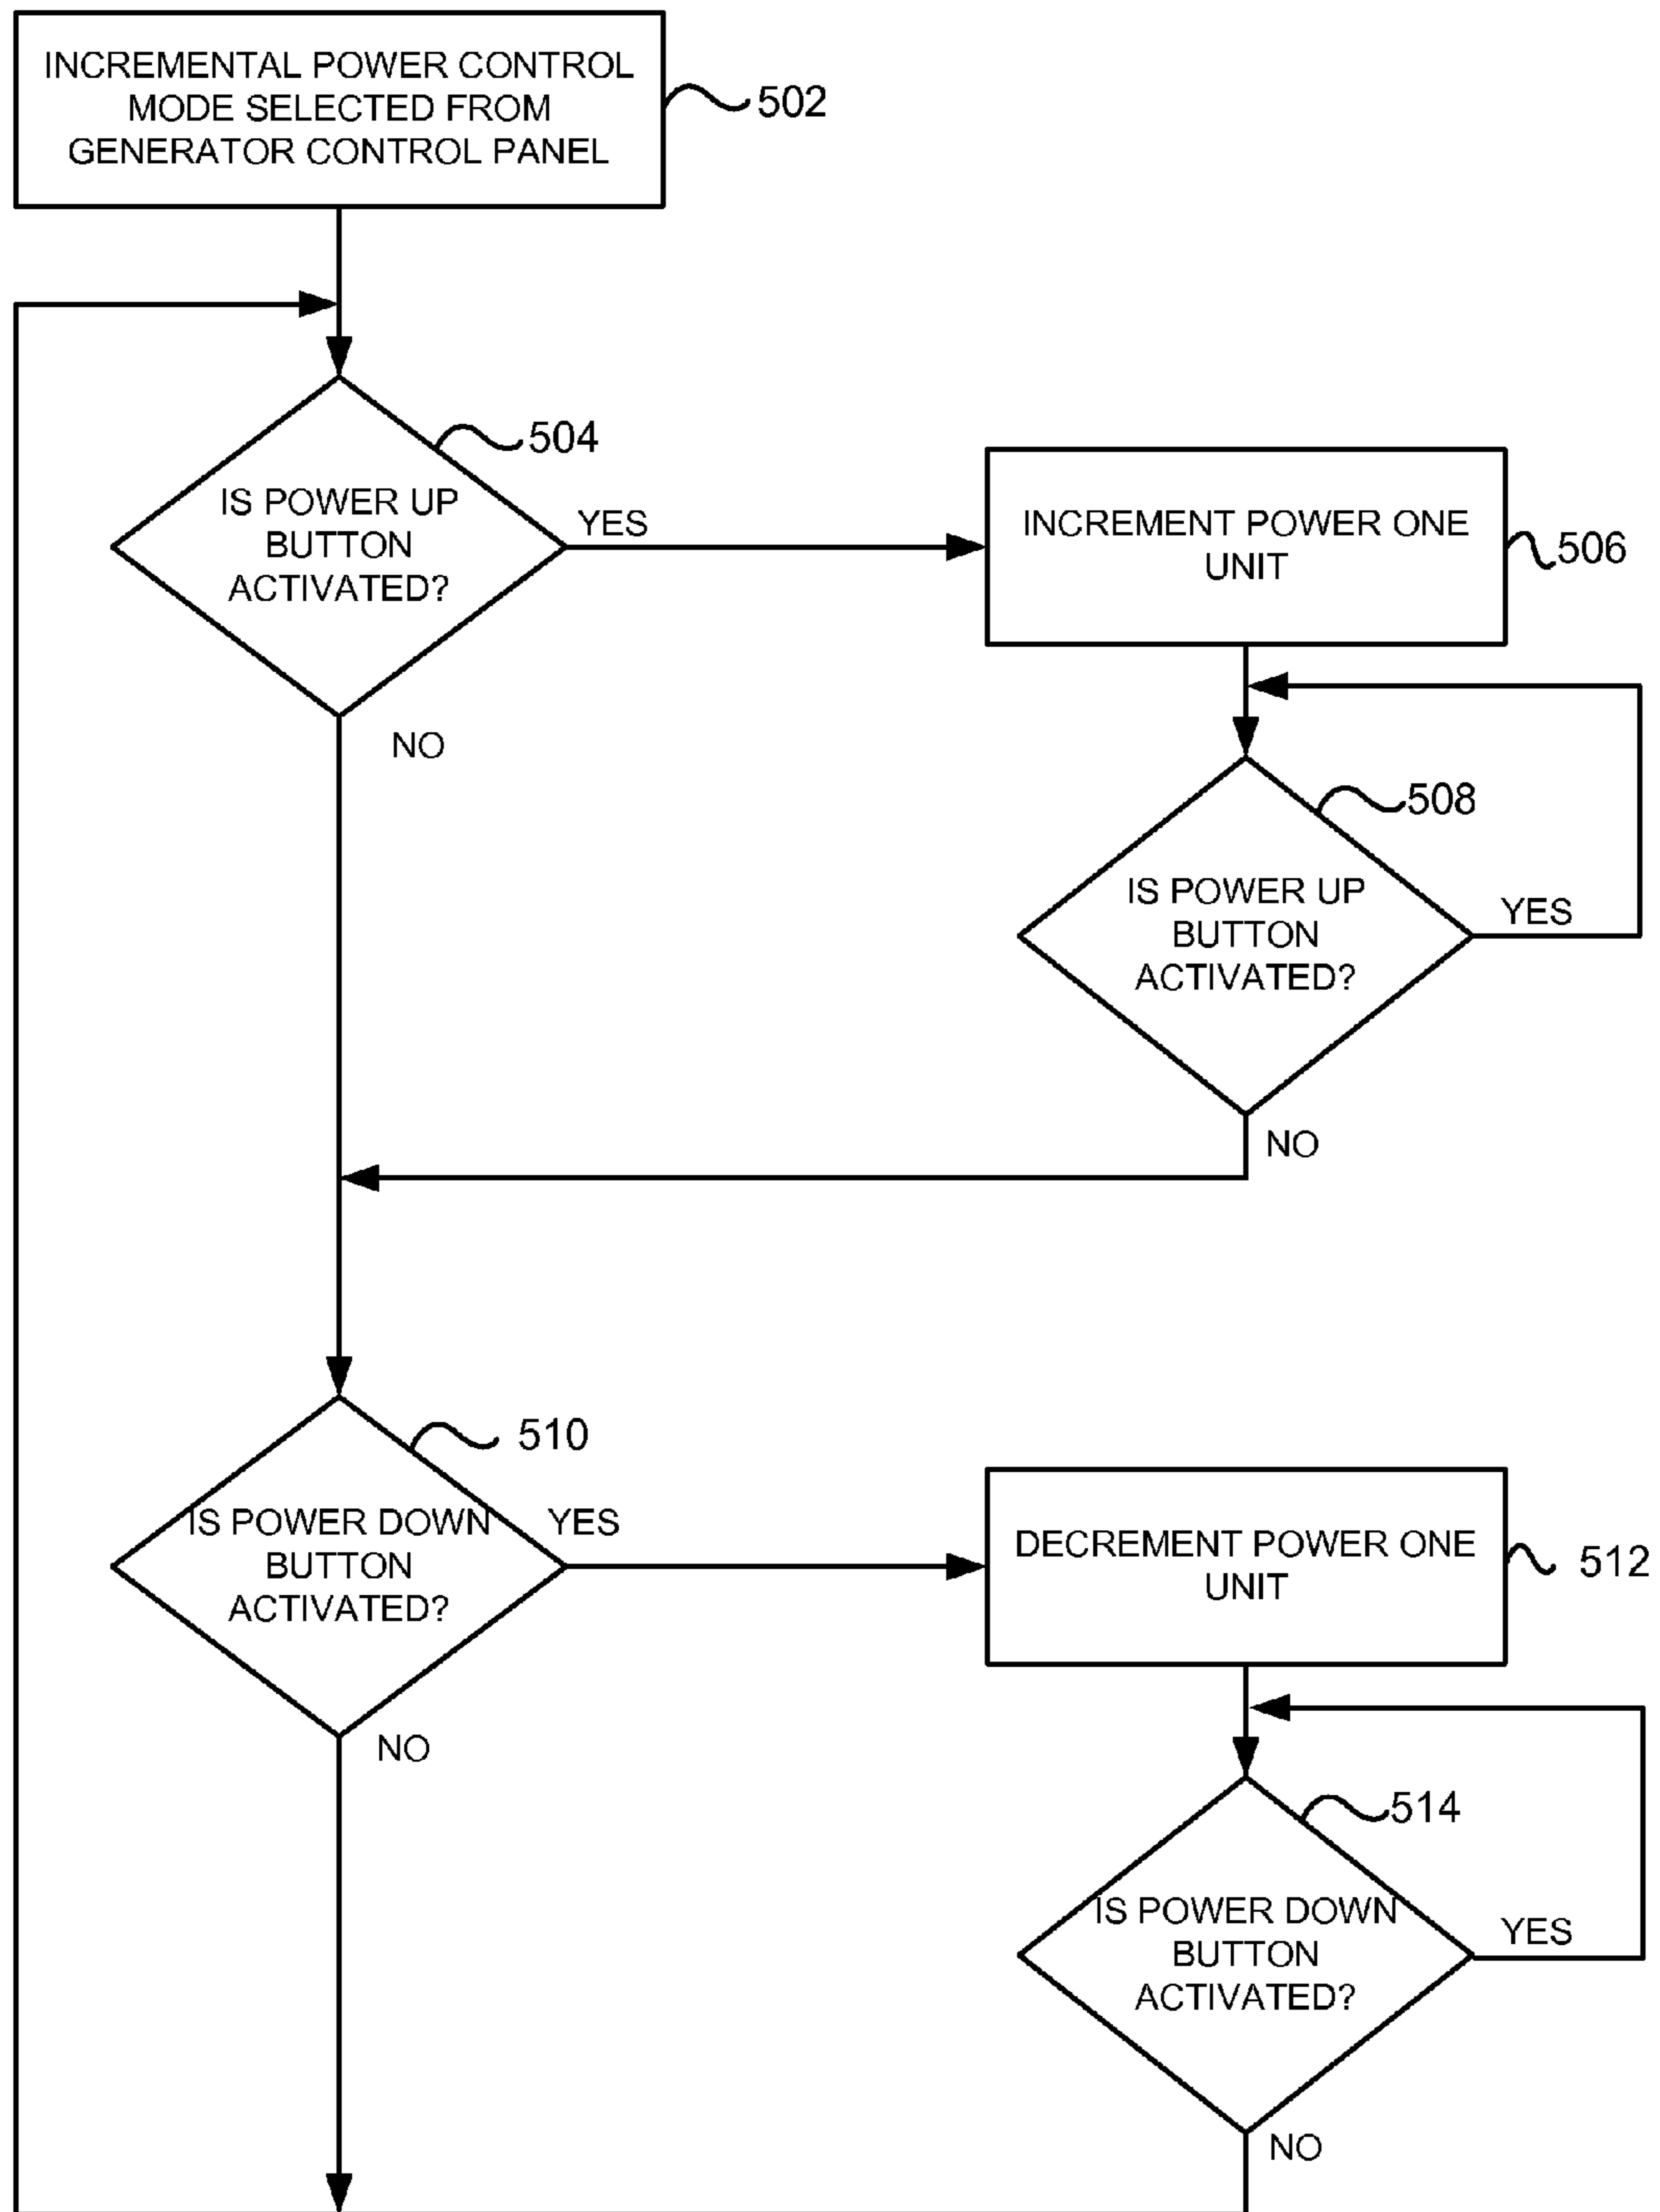 INCREMENTAL POWER CONTROL
MODE SELECTED FROM
GENERATOR CONTROL PANEL
502
504
IS POWER UP
BUTTON
ACTIVATED?
YES
NO
INCREMENT POWER ONE
UNIT
506
508
IS POWER UP
BUTTON
ACTIVATED?
YES
NO
510
IS POWER DOWN
BUTTON
ACTIVATED?
YES
NO
DECREMENT POWER ONE
UNIT
512
514
IS POWER DOWN
BUTTON
ACTIVATED?
YES
NO